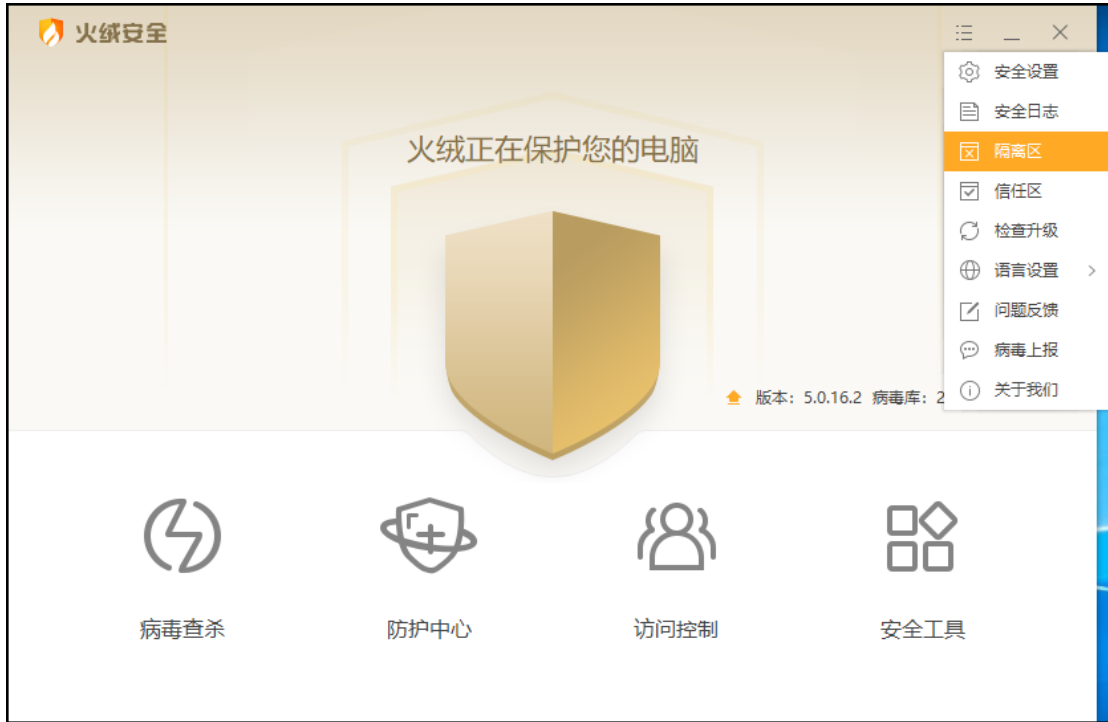 火绒安全
安全设置
安全日志
隔离区
信任区
检查升级
语言设置
问题反馈
病毒上报
关于我们
火绒正在保护您的电脑
版本：5.0.16.2 病毒库：2
病毒查杀
防护中心
访问控制
安全工具